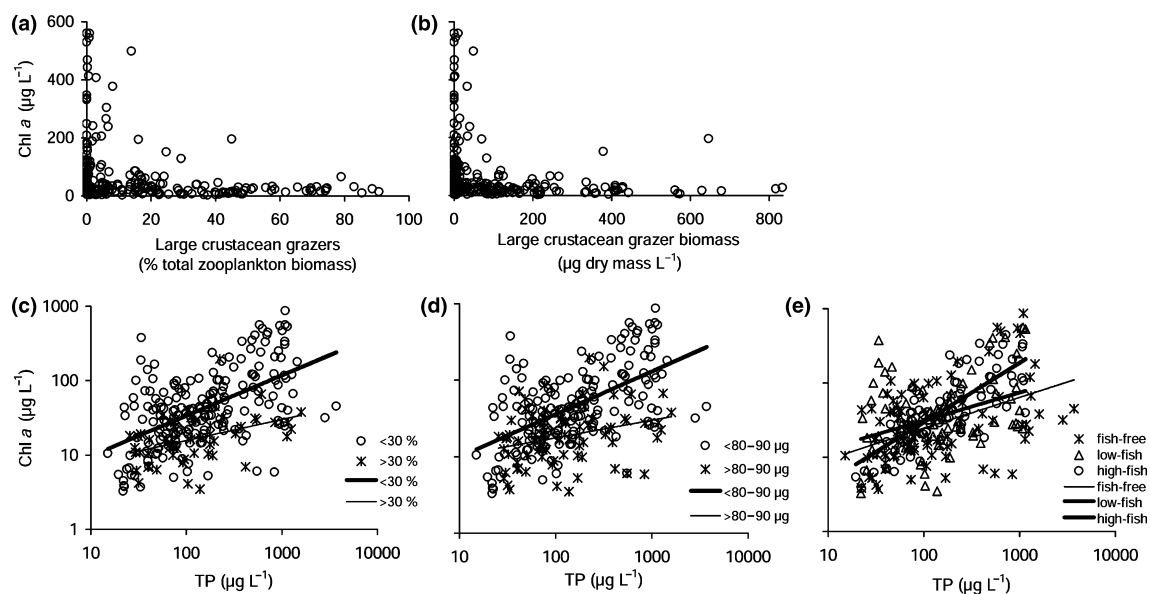 (a)
600
400
200
0
Chl a (µg L⁻¹)
0 20 40 60 80 100
Large crustacean grazers
(% total zooplankton biomass)
(b)
0 200 400 600 800
Large crustacean grazer biomass
(µg dry mass L⁻¹)
(c)
1000
100
10
1
Chl a (µg L⁻¹)
10 100 1000 10000
TP (µg L⁻¹)
<30 %
>30 %
<30 %
>30 %
(d)
10 100 1000 10000
TP (µg L⁻¹)
<80–90 µg
>80–90 µg
<80–90 µg
>80–90 µg
(e)
10 100 1000 10000
TP (µg L⁻¹)
fish-free
low-fish
high-fish
fish-free
low-fish
high-fish